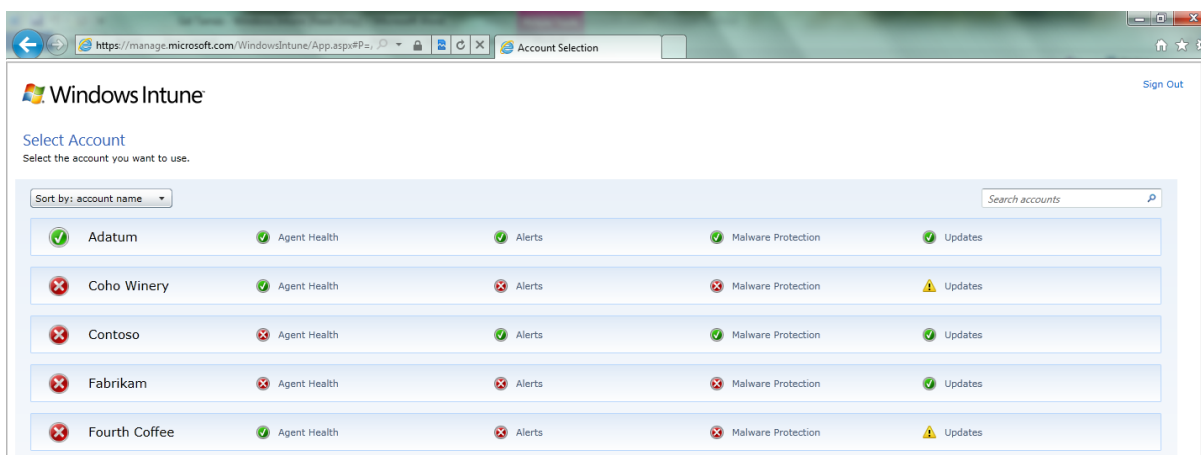 https://manage.microsoft.com/WindowsIntune/App.aspx#P=,
Account Selection
Windows Intune
Sign Out
Select Account
Select the account you want to use.
Sort by: account name
Search accounts
Adatum Agent Health Alerts Malware Protection Updates
Coho Winery Agent Health Alerts Malware Protection Updates
Contoso Agent Health Alerts Malware Protection Updates
Fabrikam Agent Health Alerts Malware Protection Updates
Fourth Coffee Agent Health Alerts Malware Protection Updates